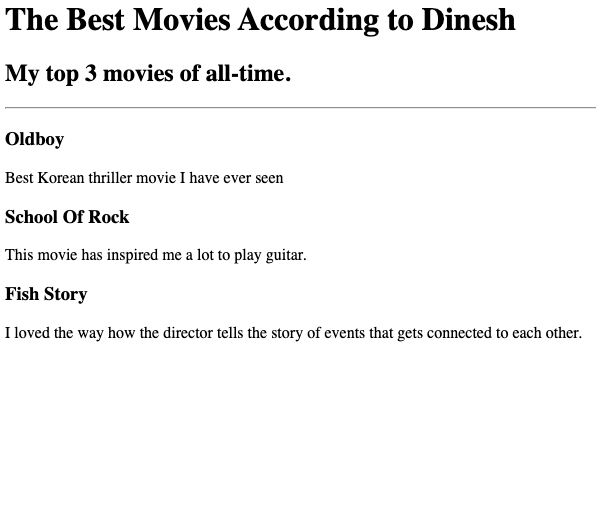 The Best Movies According to Dinesh
My top 3 movies of all-time.
Oldboy
Best Korean thriller movie I have ever seen
School Of Rock
This movie has inspired me a lot to play guitar.
Fish Story
I loved the way how the director tells the story of events that gets connected to each other.